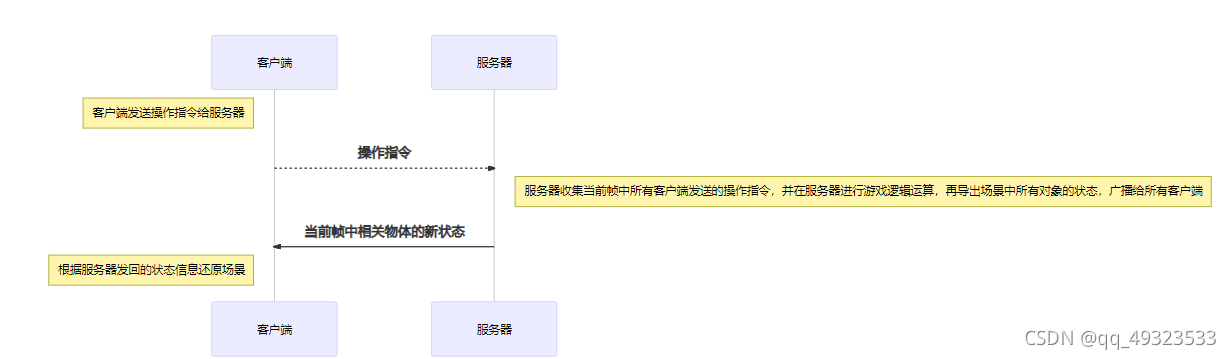 客户端
服务器
客户端发送操作指令给服务器
操作指令
服务器收集当前帧中所有客户端发送的操作指令，并在服务器进行游戏逻辑运算，再导出场景中所有对象的状态，广播给所有客户端
当前帧中相关物体的新状态
根据服务器发回的状态信息还原场景
客户端
服务器
CSDN @qq_49323533